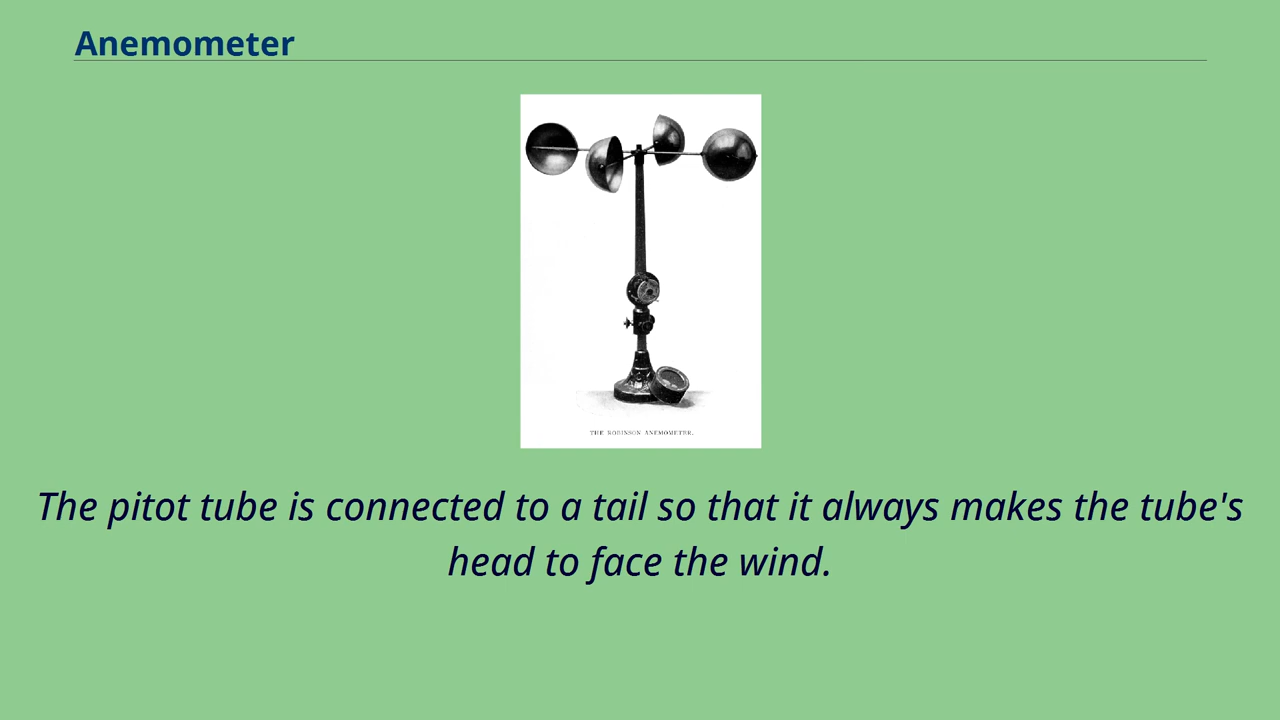 Anemometer
THE ROBINSON ANEMOMETER.
The pitot tube is connected to a tail so that it always makes the tube's
head to face the wind.